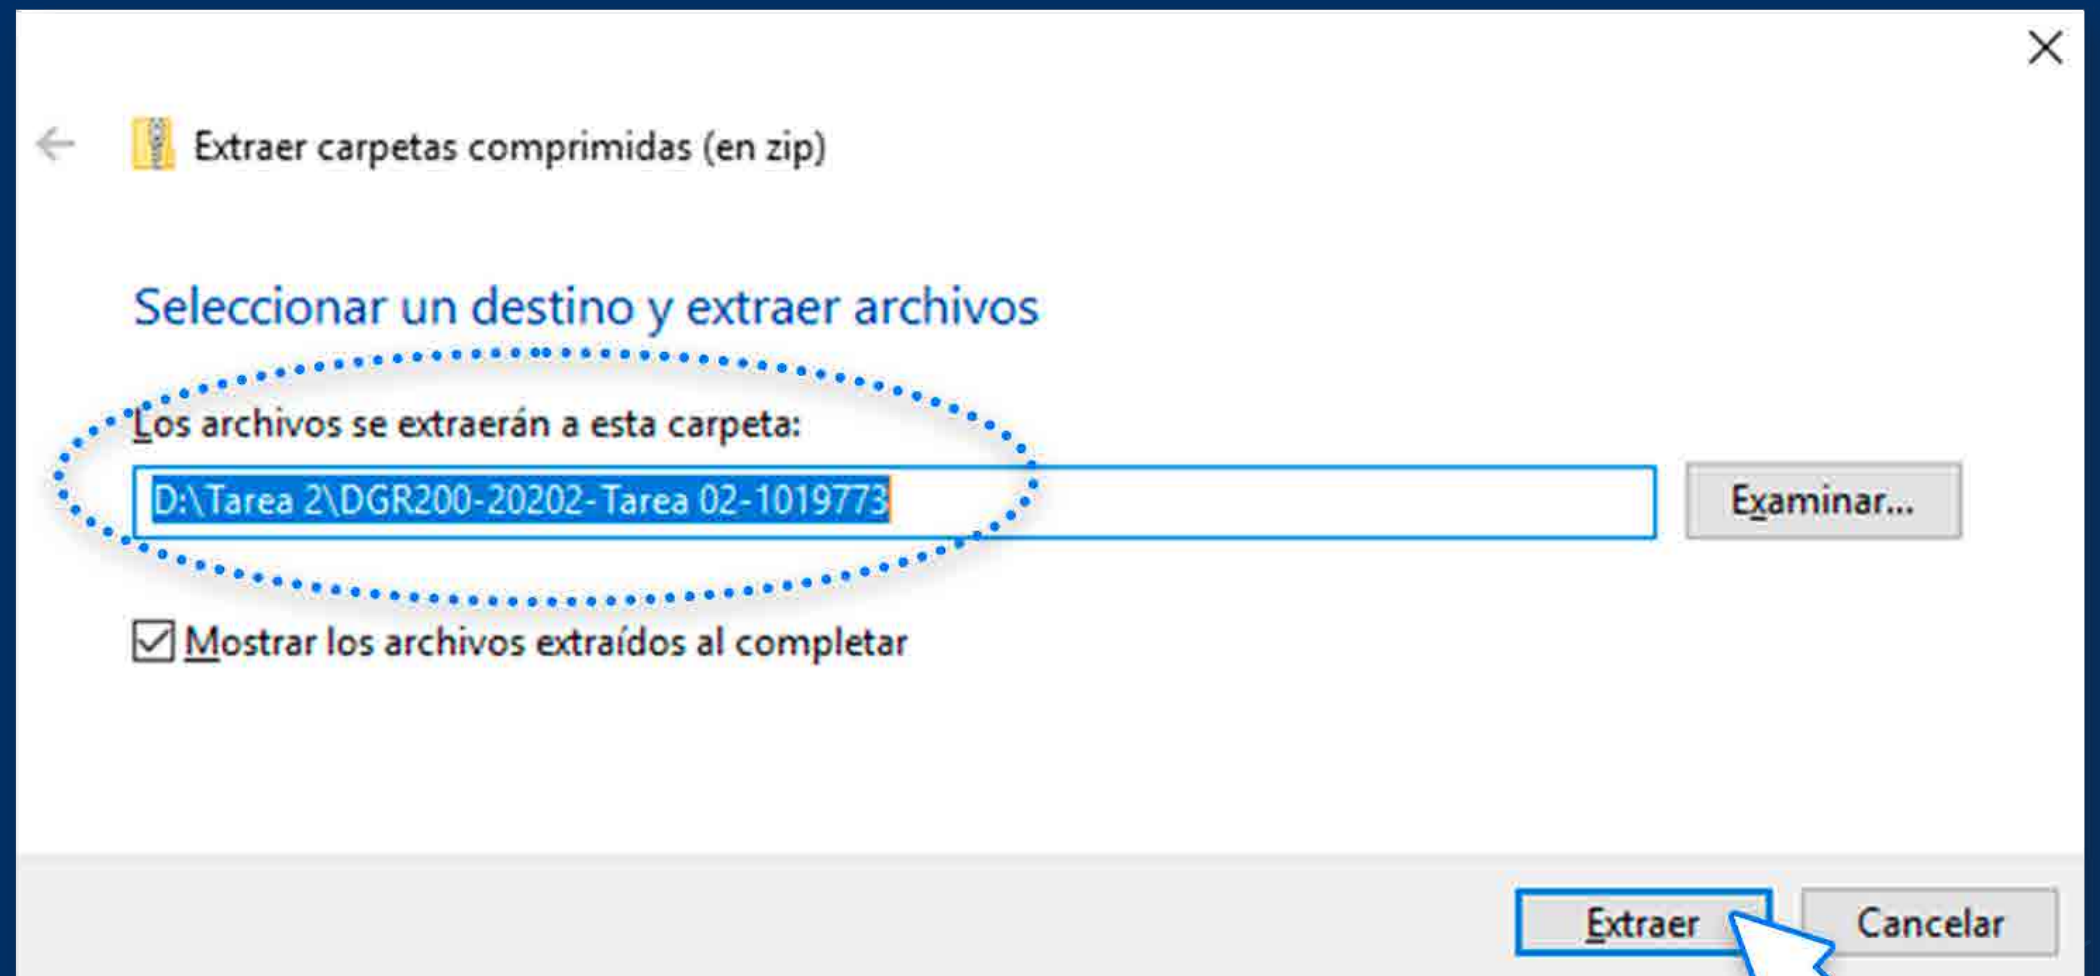 Extraer carpetas comprimidas (en zip)
Seleccionar un destino y extraer archivos
Los archivos se extraerán a esta carpeta:
D:\Tarea 2\DGR200-20202-Tarea 02-1019773
Examinar...
Mostrar los archivos extraídos al completar
Extraer
Cancelar